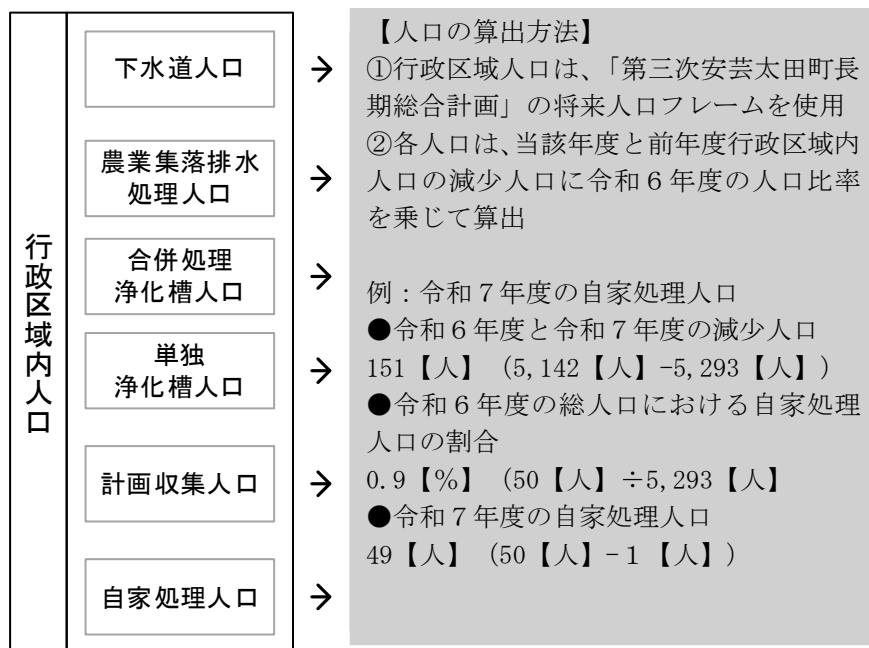 行政区域内人口
下水道人口
→
農業集落排水
処理人口
→
合併処理
浄化槽人口
→
単独
浄化槽人口
→
計画収集人口
→
自家処理人口
→
【人口の算出方法】
①行政区域人口は、「第三次安芸太田町長
期総合計画」の将来人口フレームを使用
②各人口は、当該年度と前年度行政区域内
人口の減少人口に令和６年度の人口比率
を乗じて算出
例：令和７年度の自家処理人口
●令和６年度と令和７年度の減少人口
151【人】（5,142【人】-5,293【人】）
●令和６年度の総人口における自家処理
人口の割合
0.9【%】（50【人】÷5,293【人】
●令和７年度の自家処理人口
49【人】（50【人】-１【人】）